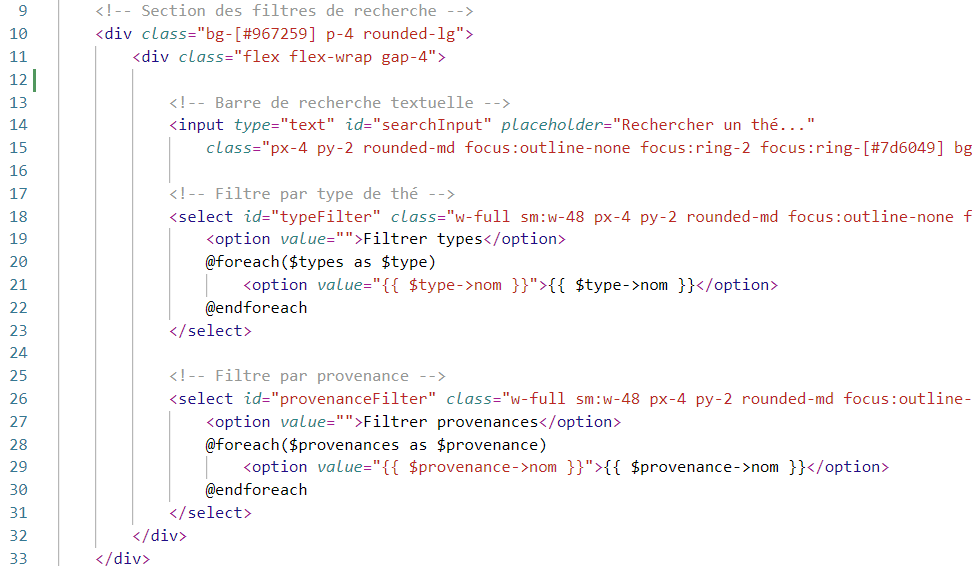 9 <!-- Section des filtres de recherche -->
10 <div class="bg-[#967259] p-4 rounded-lg">
11 <div class="flex flex-wrap gap-4">
12
13 <!-- Barre de recherche textuelle -->
14 <input type="text" id="searchInput" placeholder="Rechercher un thé..."
15 class="px-4 py-2 rounded-md focus:outline-none focus:ring-2 focus:ring-[#7d6049] bg
16
17 <!-- Filtre par type de thé -->
18 <select id="typeFilter" class="w-full sm:w-48 px-4 py-2 rounded-md focus:outline-none f
19 <option value="">Filtrer types</option>
20 @foreach($types as $type)
21 <option value="{{ $type->nom }}">{{ $type->nom }}</option>
22 @endforeach
23 </select>
24
25 <!-- Filtre par provenance -->
26 <select id="provenanceFilter" class="w-full sm:w-48 px-4 py-2 rounded-md focus:outline-
27 <option value="">Filtrer provenances</option>
28 @foreach($provenances as $provenance)
29 <option value="{{ $provenance->nom }}">{{ $provenance->nom }}</option>
30 @endforeach
31 </select>
32 </div>
33 </div>